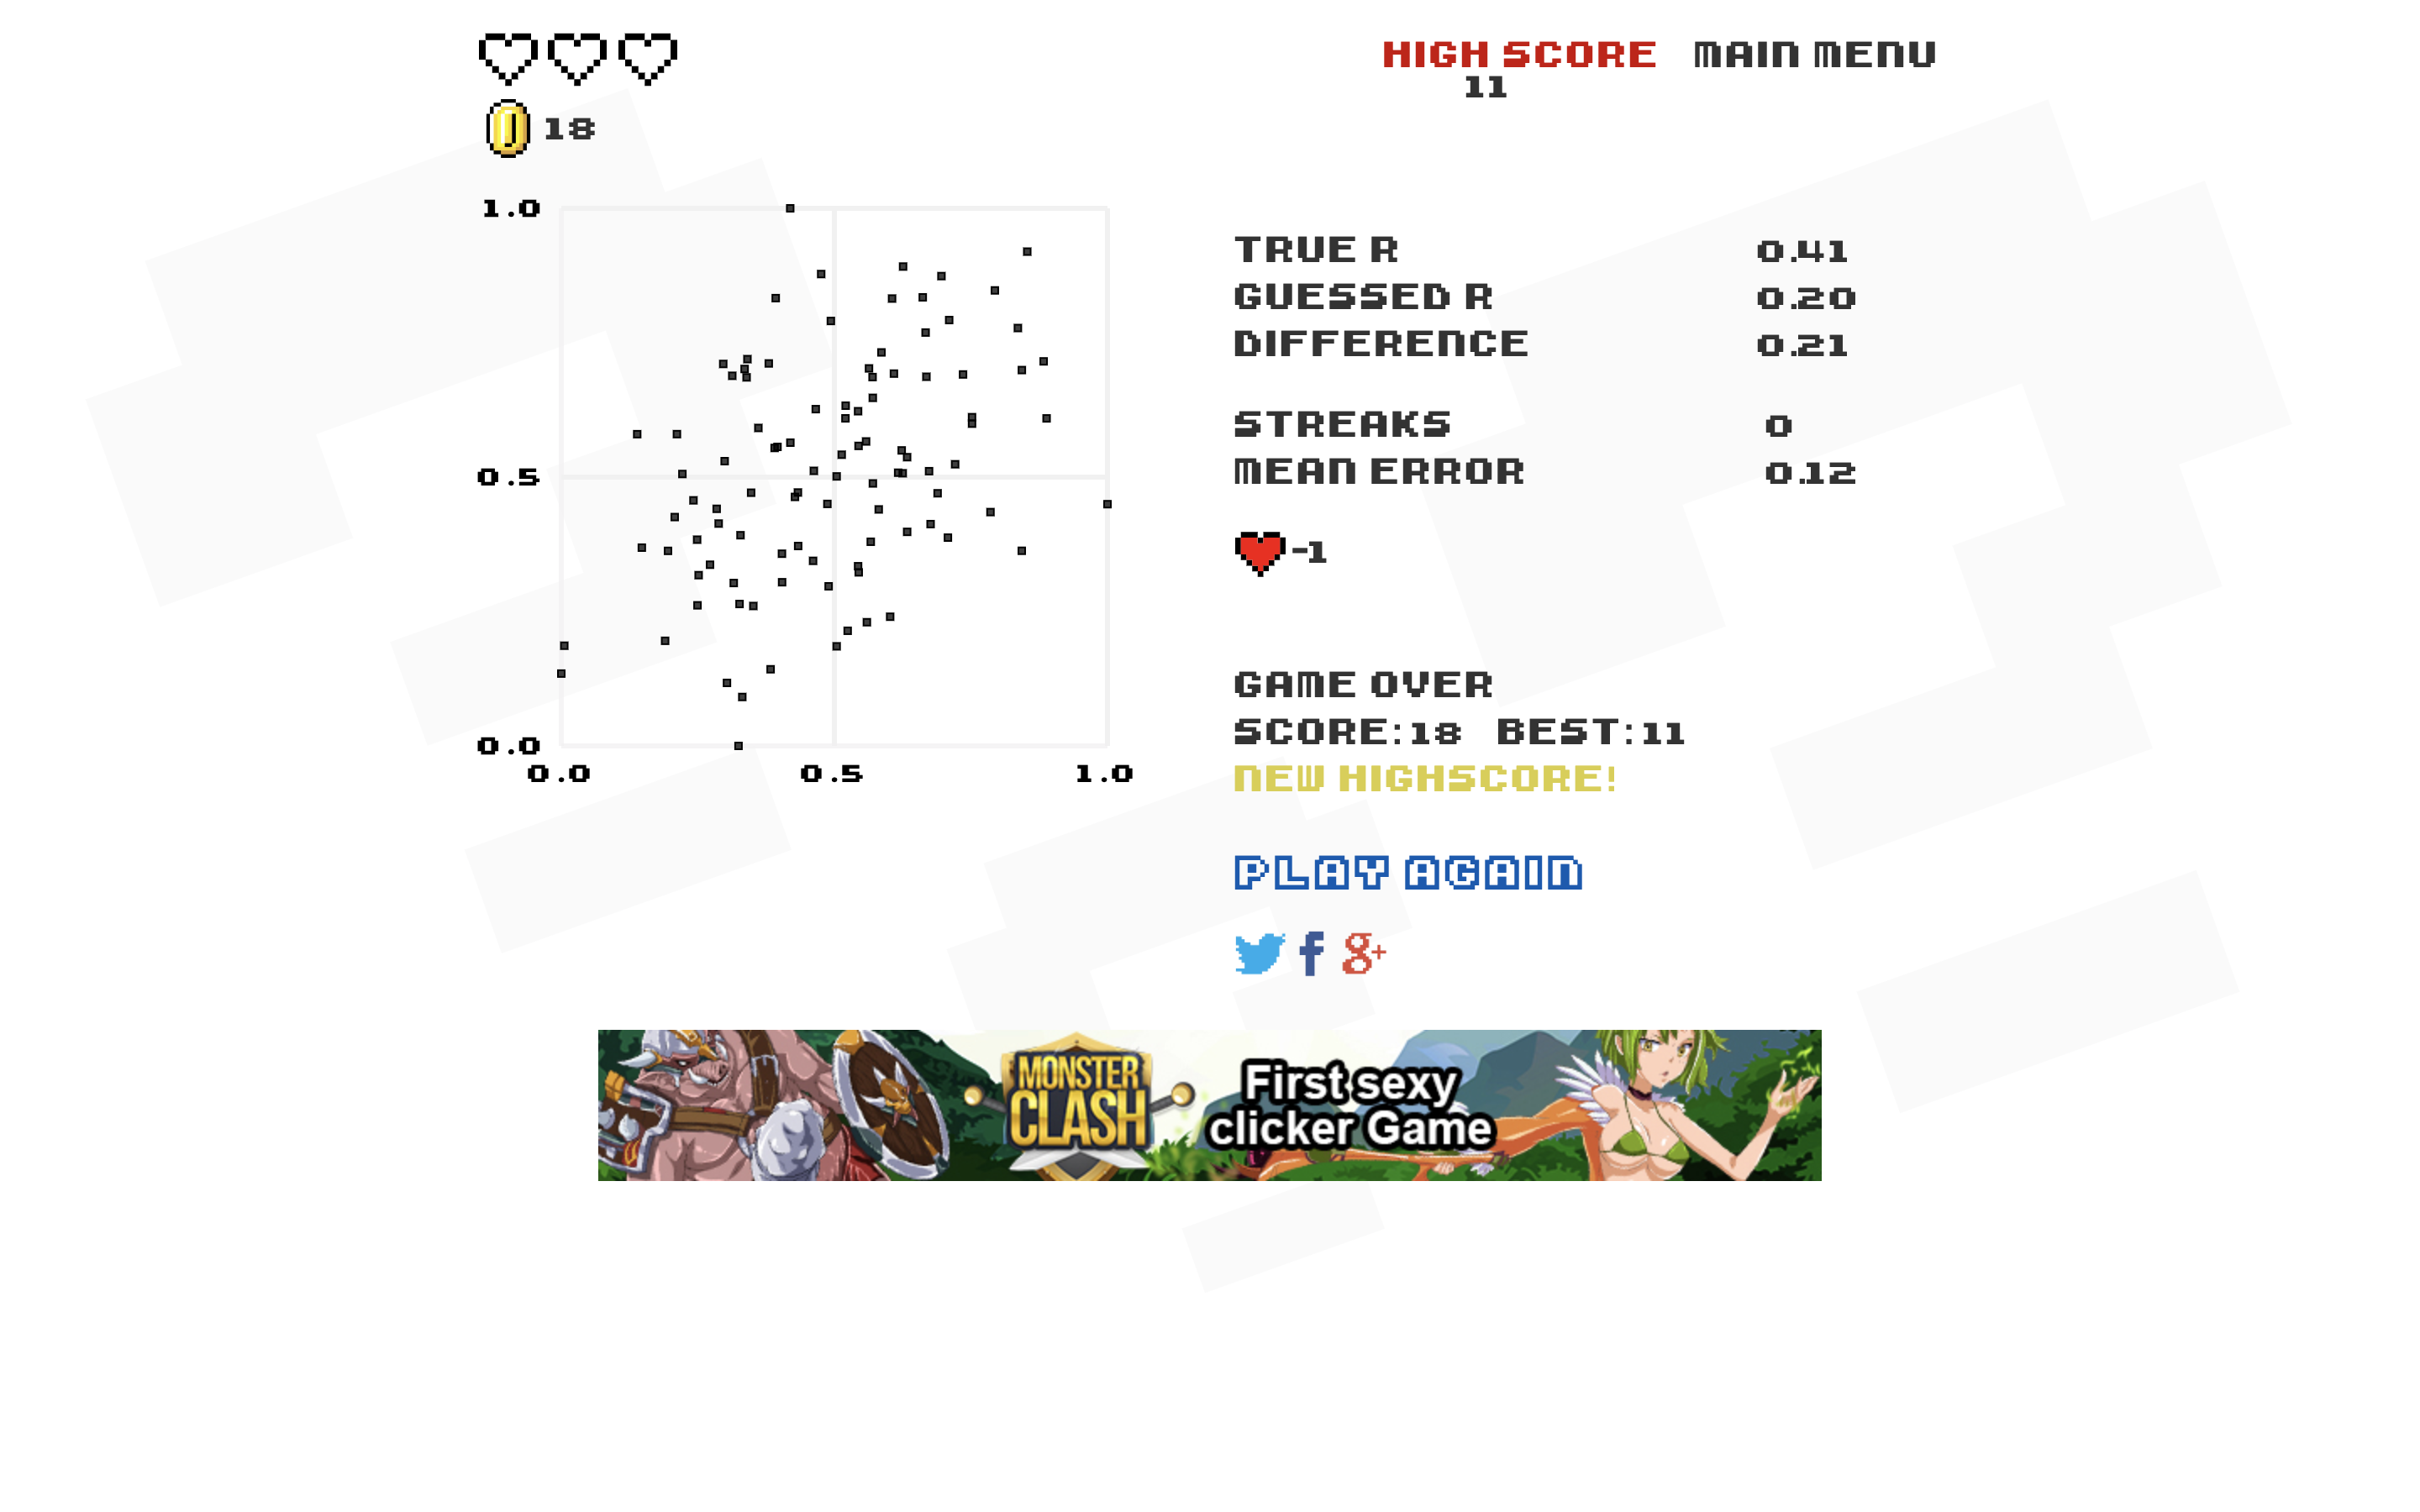 HIGH SCORE MAIN MENU
11
18
1.0
0.5
0.0
0.0 0.5 1.0
TRUE R 0.41
GUESSED R 0.20
DIFFERENCE 0.21
STREAKS 0
MEAN ERROR 0.12
-1
GAME OVER
SCORE:18 BEST:11
NEW HIGHSCORE!
PLAY AGAIN
f g+
MONSTER
CLASH
First sexy
clicker Game